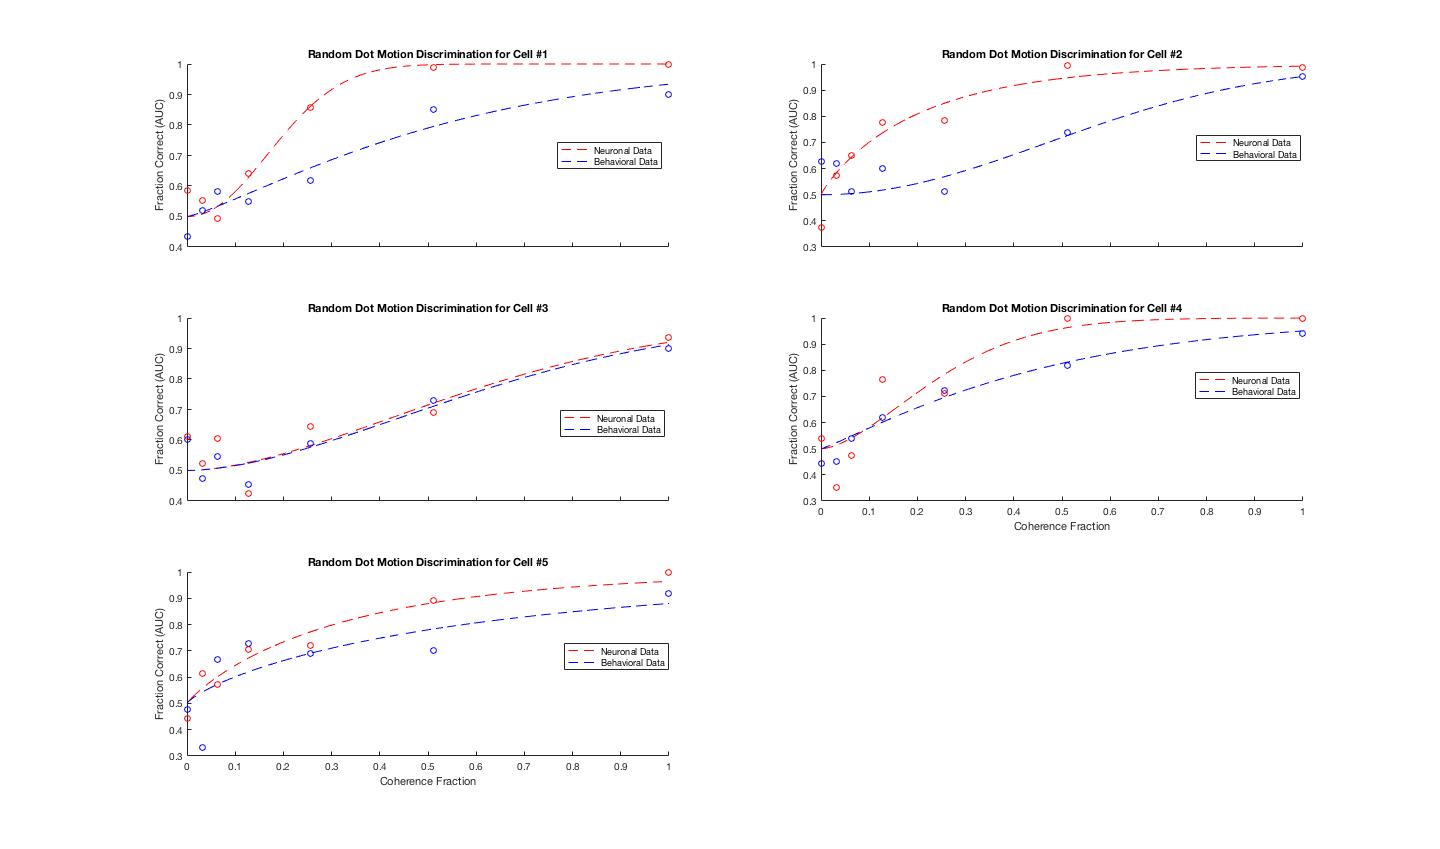 Random Dot Motion Discrimination for Cell #1
Fraction Correct (AUC)
1
0.9
0.8
0.7
0.6
0.5
0.4
Neuronal Data
Behavioral Data
Random Dot Motion Discrimination for Cell #2
Fraction Correct (AUC)
1
0.9
0.8
0.7
0.6
0.5
0.4
0.3
Neuronal Data
Behavioral Data
Random Dot Motion Discrimination for Cell #3
Fraction Correct (AUC)
1
0.9
0.8
0.7
0.6
0.5
0.4
Neuronal Data
Behavioral Data
Random Dot Motion Discrimination for Cell #4
Fraction Correct (AUC)
1
0.9
0.8
0.7
0.6
0.5
0.4
0.3
Neuronal Data
Behavioral Data
0 0.1 0.2 0.3 0.4 0.5 0.6 0.7 0.8 0.9 1
Coherence Fraction
Random Dot Motion Discrimination for Cell #5
Fraction Correct (AUC)
1
0.9
0.8
0.7
0.6
0.5
0.4
0.3
Neuronal Data
Behavioral Data
0 0.1 0.2 0.3 0.4 0.5 0.6 0.7 0.8 0.9 1
Coherence Fraction